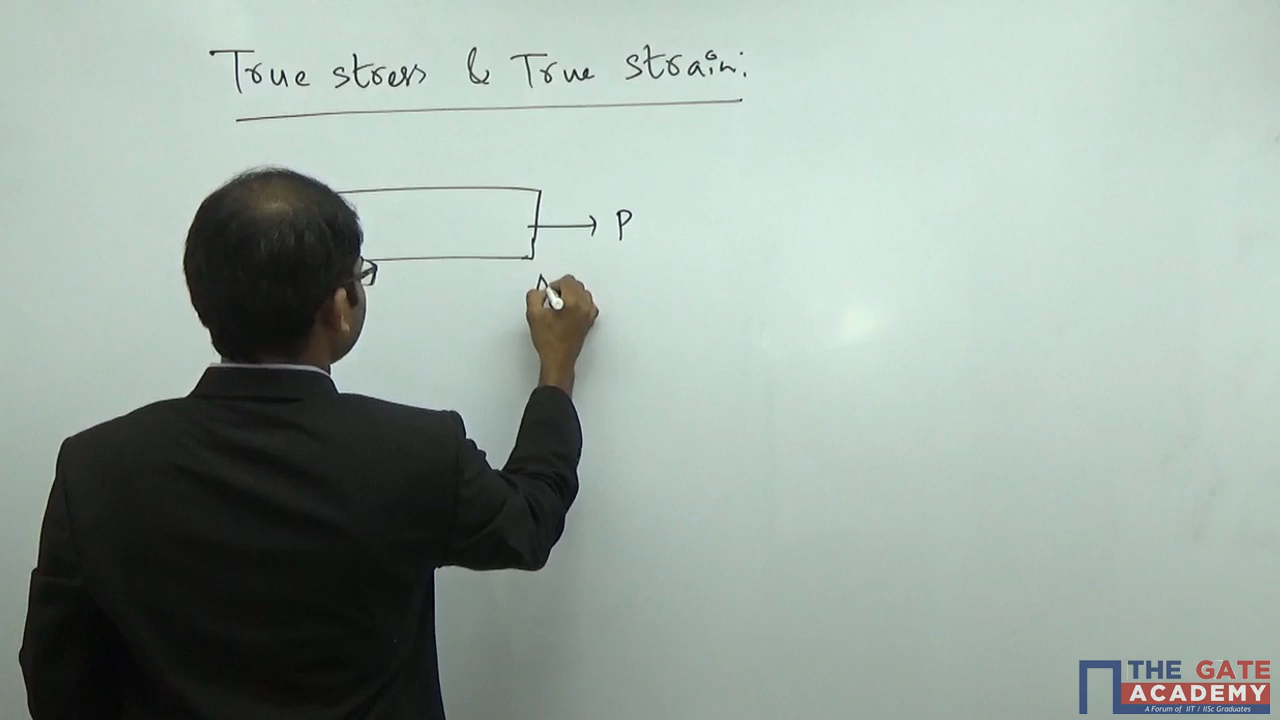 True stress & True strain:
P
A
THE GATE
ACADEMY
A Forum of IIT / IISc Graduates